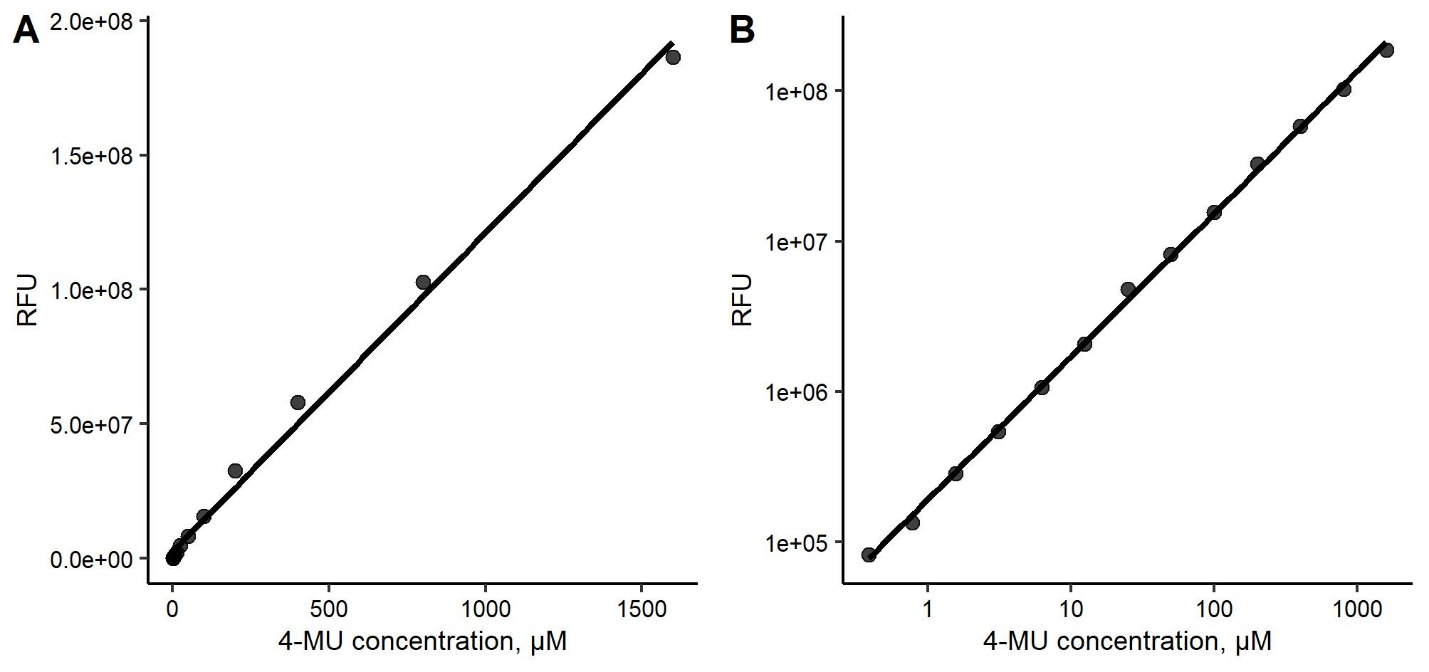 A
2.0e+08
1.5e+08
1.0e+08
5.0e+07
0.0e+00
RFU
0 500 1000 1500
4-MU concentration, µM
B
1e+08
1e+07
1e+06
1e+05
RFU
1 10 100 1000
4-MU concentration, µM